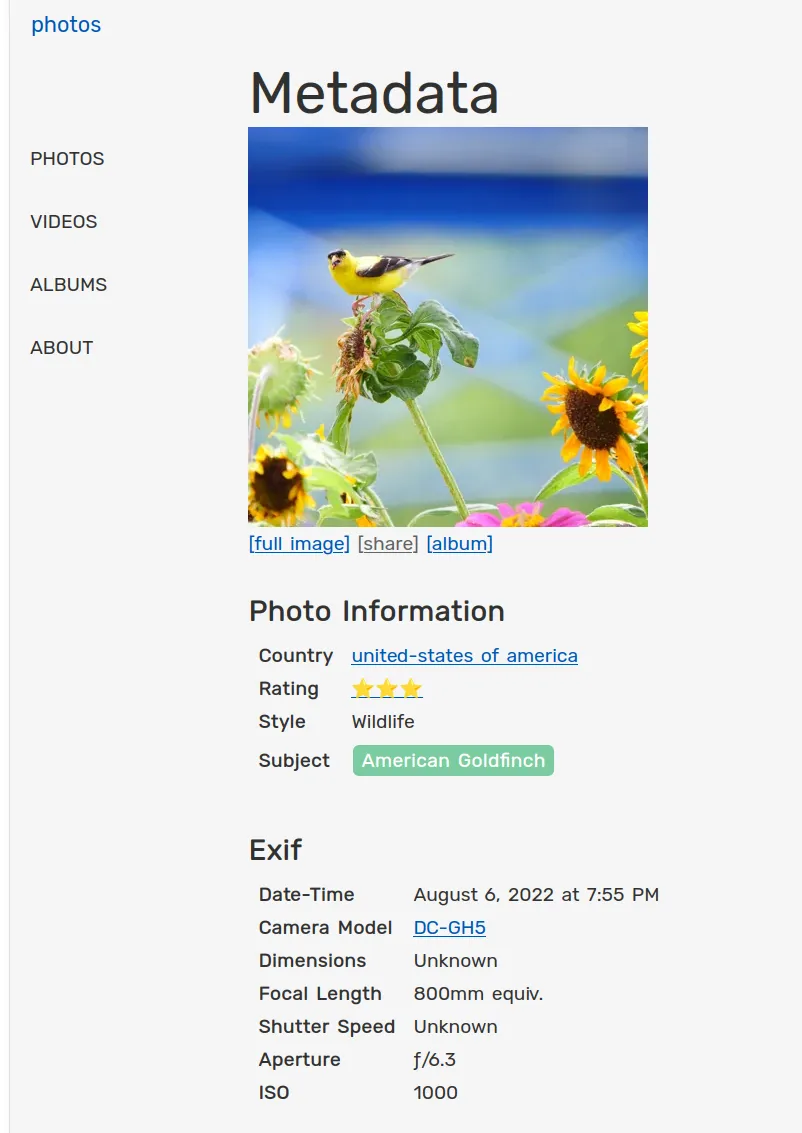 photos
Metadata
PHOTOS
VIDEOS
ALBUMS
ABOUT
[full image] [share] [album]
Photo Information
Country united-states of america
Rating ⭐⭐⭐
Style Wildlife
Subject American Goldfinch
Exif
Date-Time August 6, 2022 at 7:55 PM
Camera Model DC-GH5
Dimensions Unknown
Focal Length 800mm equiv.
Shutter Speed Unknown
Aperture ƒ/6.3
ISO 1000